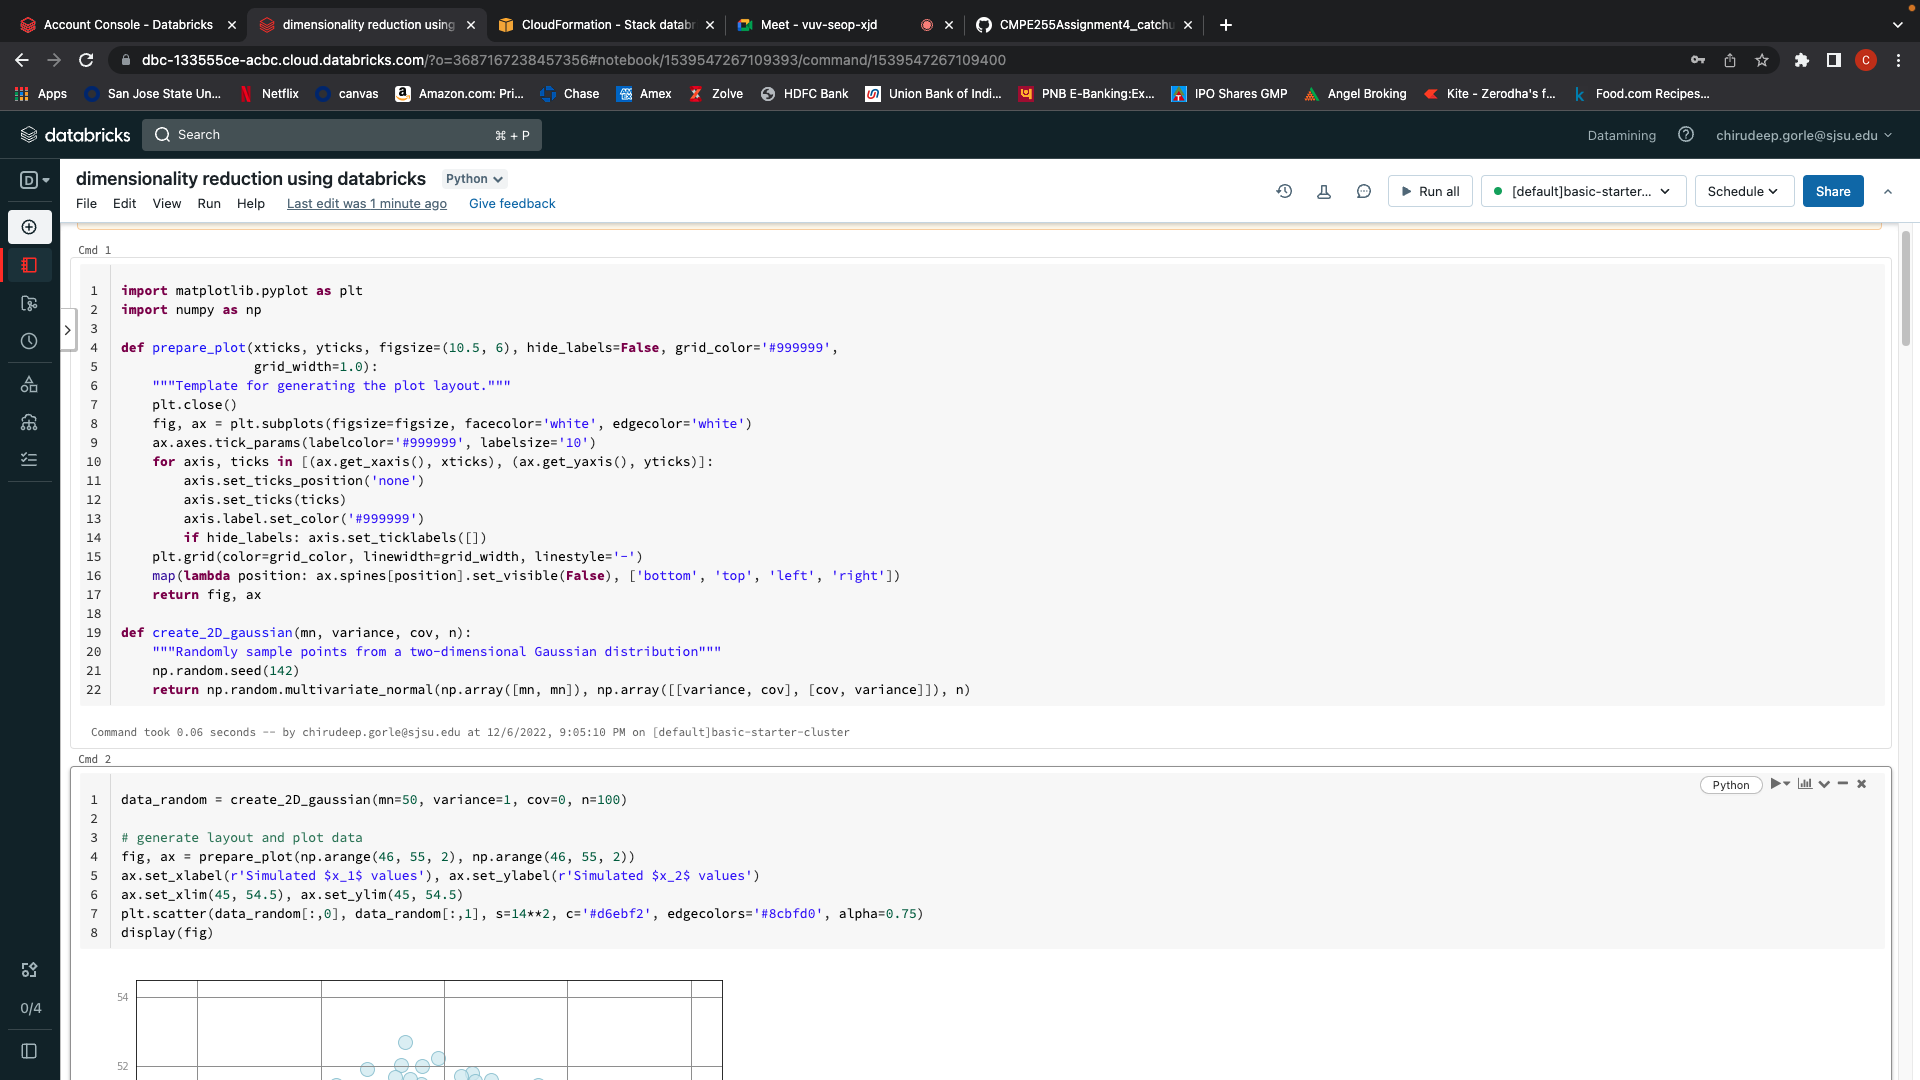 Account Console - Databricks
dimensionality reduction using
CloudFormation - Stack datab
Meet - vuv-seop-xjd
CMPE255Assignment4_catch
dbc-133555ce-acbc.cloud.databricks.com/?o=3687167238457356#notebook/1539547267109393/command/1539547267109400
C
Apps
San Jose State Un...
Netflix
canvas
Amazon.com: Pri...
Chase
Amex
Zolve
HDFC Bank
Union Bank of Indi...
PNB E-Banking:Ex...
IPO Shares GMP
Angel Broking
Kite - Zerodha's f...
Food.com Recipes...
databricks
Search
⌘ + P
Datamining
chirudeep.gorle@sjsu.edu
D
dimensionality reduction using databricks
Python
File Edit View Run Help Last edit was 1 minute ago Give feedback
Run all
[default]basic-starter...
Schedule
Share
Cmd 1
1 import matplotlib.pyplot as plt
2 import numpy as np
3
4 def prepare_plot(xticks, yticks, figsize=(10.5, 6), hide_labels=False, grid_color='#999999',
5 grid_width=1.0):
6 """Template for generating the plot layout."""
7 plt.close()
8 fig, ax = plt.subplots(figsize=figsize, facecolor='white', edgecolor='white')
9 ax.axes.tick_params(labelcolor='#999999', labelsize='10')
10 for axis, ticks in [(ax.get_xaxis(), xticks), (ax.get_yaxis(), yticks)]:
11 axis.set_ticks_position('none')
12 axis.set_ticks(ticks)
13 axis.label.set_color('#999999')
14 if hide_labels: axis.set_ticklabels([])
15 plt.grid(color=grid_color, linewidth=grid_width, linestyle='-')
16 map(lambda position: ax.spines[position].set_visible(False), ['bottom', 'top', 'left', 'right'])
17 return fig, ax
18
19 def create_2D_gaussian(mn, variance, cov, n):
20 """Randomly sample points from a two-dimensional Gaussian distribution"""
21 np.random.seed(142)
22 return np.random.multivariate_normal(np.array([mn, mn]), np.array([[variance, cov], [cov, variance]]), n)
Command took 0.06 seconds -- by chirudeep.gorle@sjsu.edu at 12/6/2022, 9:05:10 PM on [default]basic-starter-cluster
Cmd 2
Python
1 data_random = create_2D_gaussian(mn=50, variance=1, cov=0, n=100)
2
3 # generate layout and plot data
4 fig, ax = prepare_plot(np.arange(46, 55, 2), np.arange(46, 55, 2))
5 ax.set_xlabel(r'Simulated $x_1$ values'), ax.set_ylabel(r'Simulated $x_2$ values')
6 ax.set_xlim(45, 54.5), ax.set_ylim(45, 54.5)
7 plt.scatter(data_random[:,0], data_random[:,1], s=14**2, c='#d6ebf2', edgecolors='#8cbfd0', alpha=0.75)
8 display(fig)
54
52
0/4